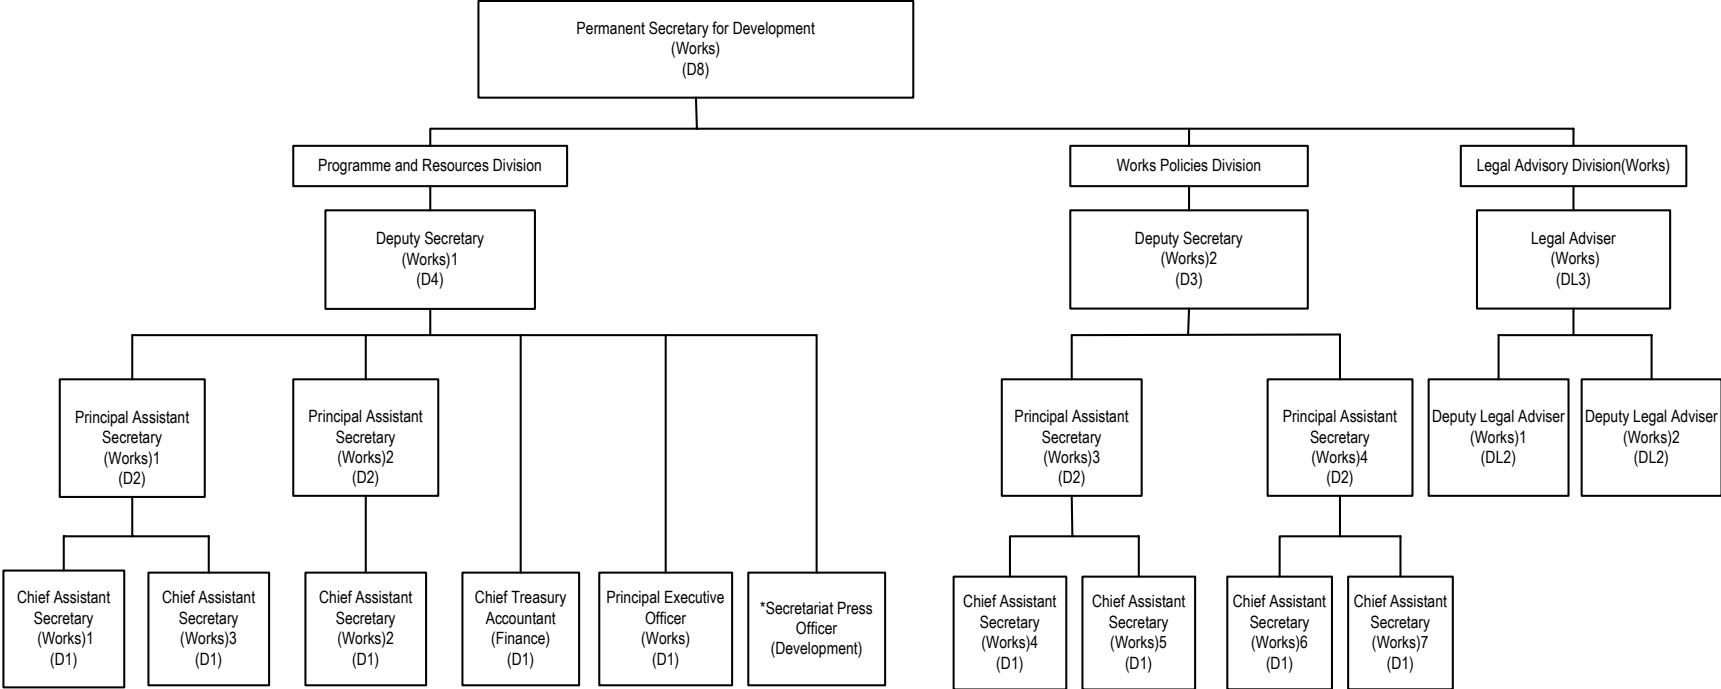 Permanent Secretary for Development
(Works)
(D8)
Programme and Resources Division
Works Policies Division
Legal Advisory Division(Works)
Deputy Secretary
(Works)1
(D4)
Deputy Secretary
(Works)2
(D3)
Legal Adviser
(Works)
(DL3)
Principal Assistant
Secretary
(Works)1
(D2)
Principal Assistant
Secretary
(Works)2
(D2)
Principal Assistant
Secretary
(Works)3
(D2)
Principal Assistant
Secretary
(Works)4
(D2)
Deputy Legal Adviser
(Works)1
(DL2)
Deputy Legal Adviser
(Works)2
(DL2)
Chief Assistant
Secretary
(Works)1
(D1)
Chief Assistant
Secretary
(Works)3
(D1)
Chief Assistant
Secretary
(Works)2
(D1)
Chief Treasury
Accountant
(Finance)
(D1)
Principal Executive
Officer
(Works)
(D1)
*Secretariat Press
Officer
(Development)
Chief Assistant
Secretary
(Works)4
(D1)
Chief Assistant
Secretary
(Works)5
(D1)
Chief Assistant
Secretary
(Works)6
(D1)
Chief Assistant
Secretary
(Works)7
(D1)